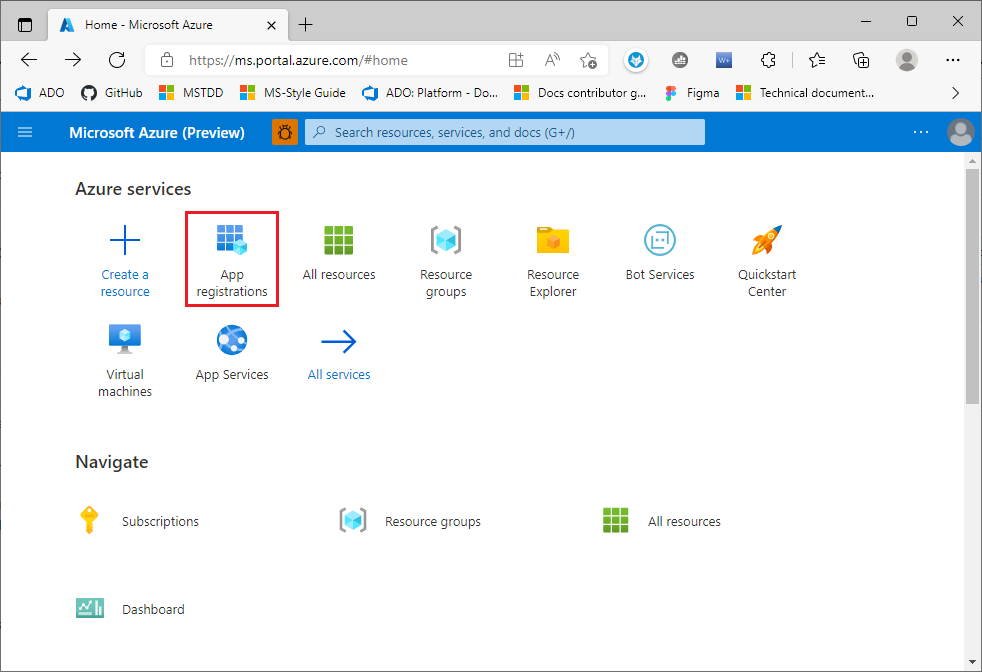 Home - Microsoft Azure
https://ms.portal.azure.com/#home
W+
ADO
GitHub
MSTDD
MS-Style Guide
ADO: Platform - Do...
Docs contributor g...
Figma
Technical document...
Microsoft Azure (Preview)
Search resources, services, and docs (G+/)
Azure services
Create a
resource
App
registrations
All resources
Resource
groups
Resource
Explorer
Bot Services
Quickstart
Center
Virtual
machines
App Services
All services
Navigate
Subscriptions
Resource groups
All resources
Dashboard